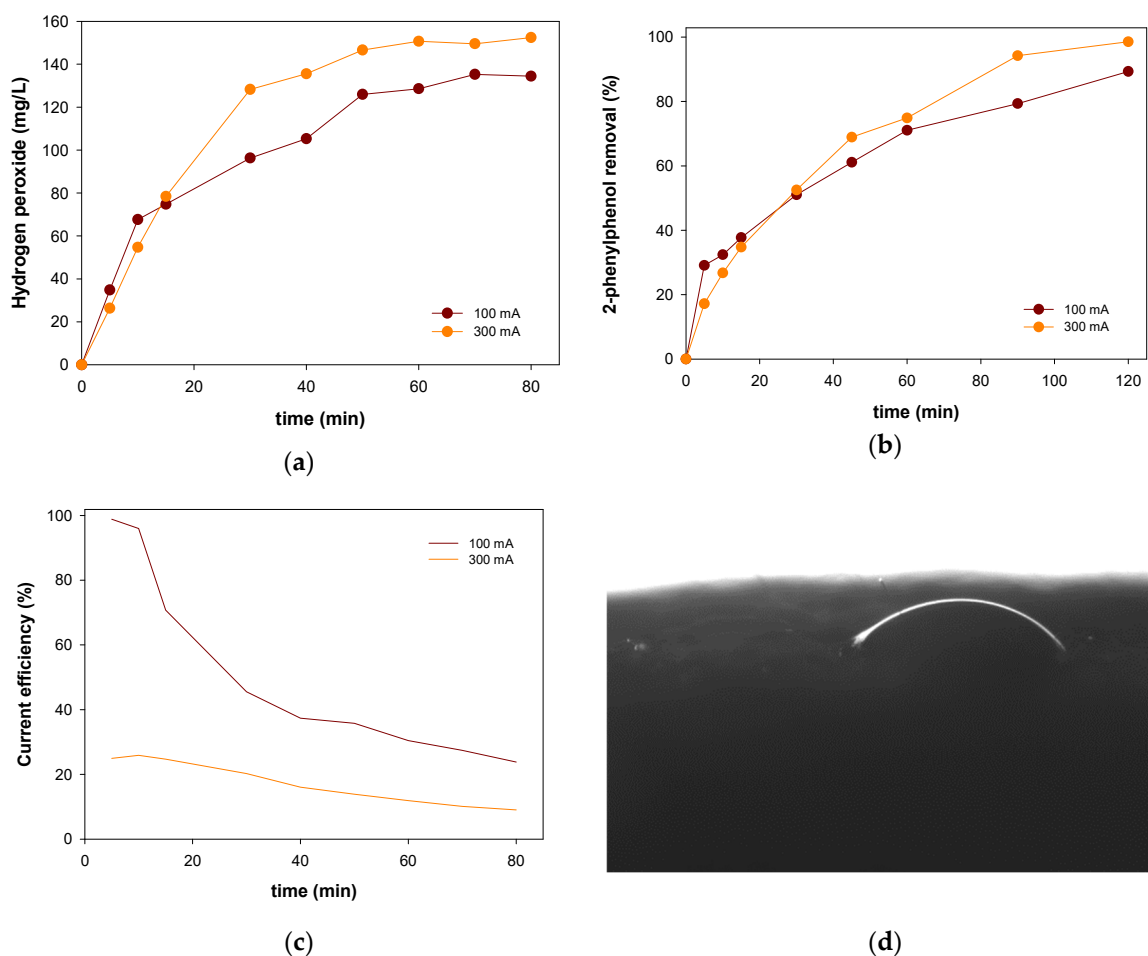 Hydrogen peroxide (mg/L)
160
140
120
100
80
60
40
20
0
100 mA
300 mA
0 20 40 60 80
time (min)
(a)
2-phenylphenol removal (%)
100
80
60
40
20
0
100 mA
300 mA
0 20 40 60 80 100 120
time (min)
(b)
Current efficiency (%)
100
80
60
40
20
0
100 mA
300 mA
0 20 40 60 80
time (min)
(c)
(d)